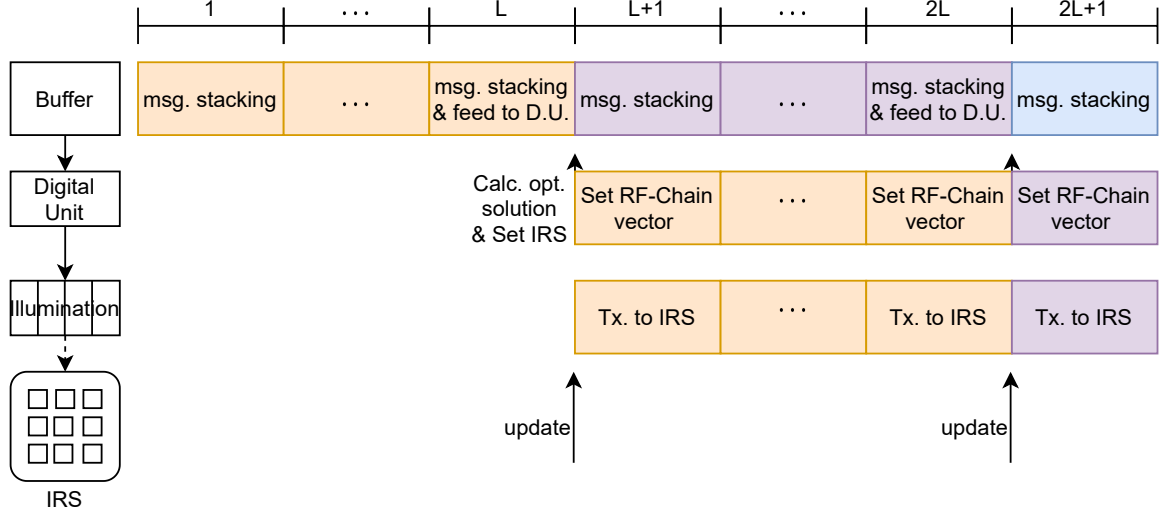 1
...
L
L+1
...
2L
2L+1
Buffer
msg. stacking
...
msg. stacking
& feed to D.U.
msg. stacking
...
msg. stacking
& feed to D.U.
msg. stacking
Digital
Unit
Calc. opt.
solution
& Set IRS
Set RF-Chain
vector
...
Set RF-Chain
vector
Set RF-Chain
vector
Illumination
Tx. to IRS
...
Tx. to IRS
Tx. to IRS
update
update
IRS